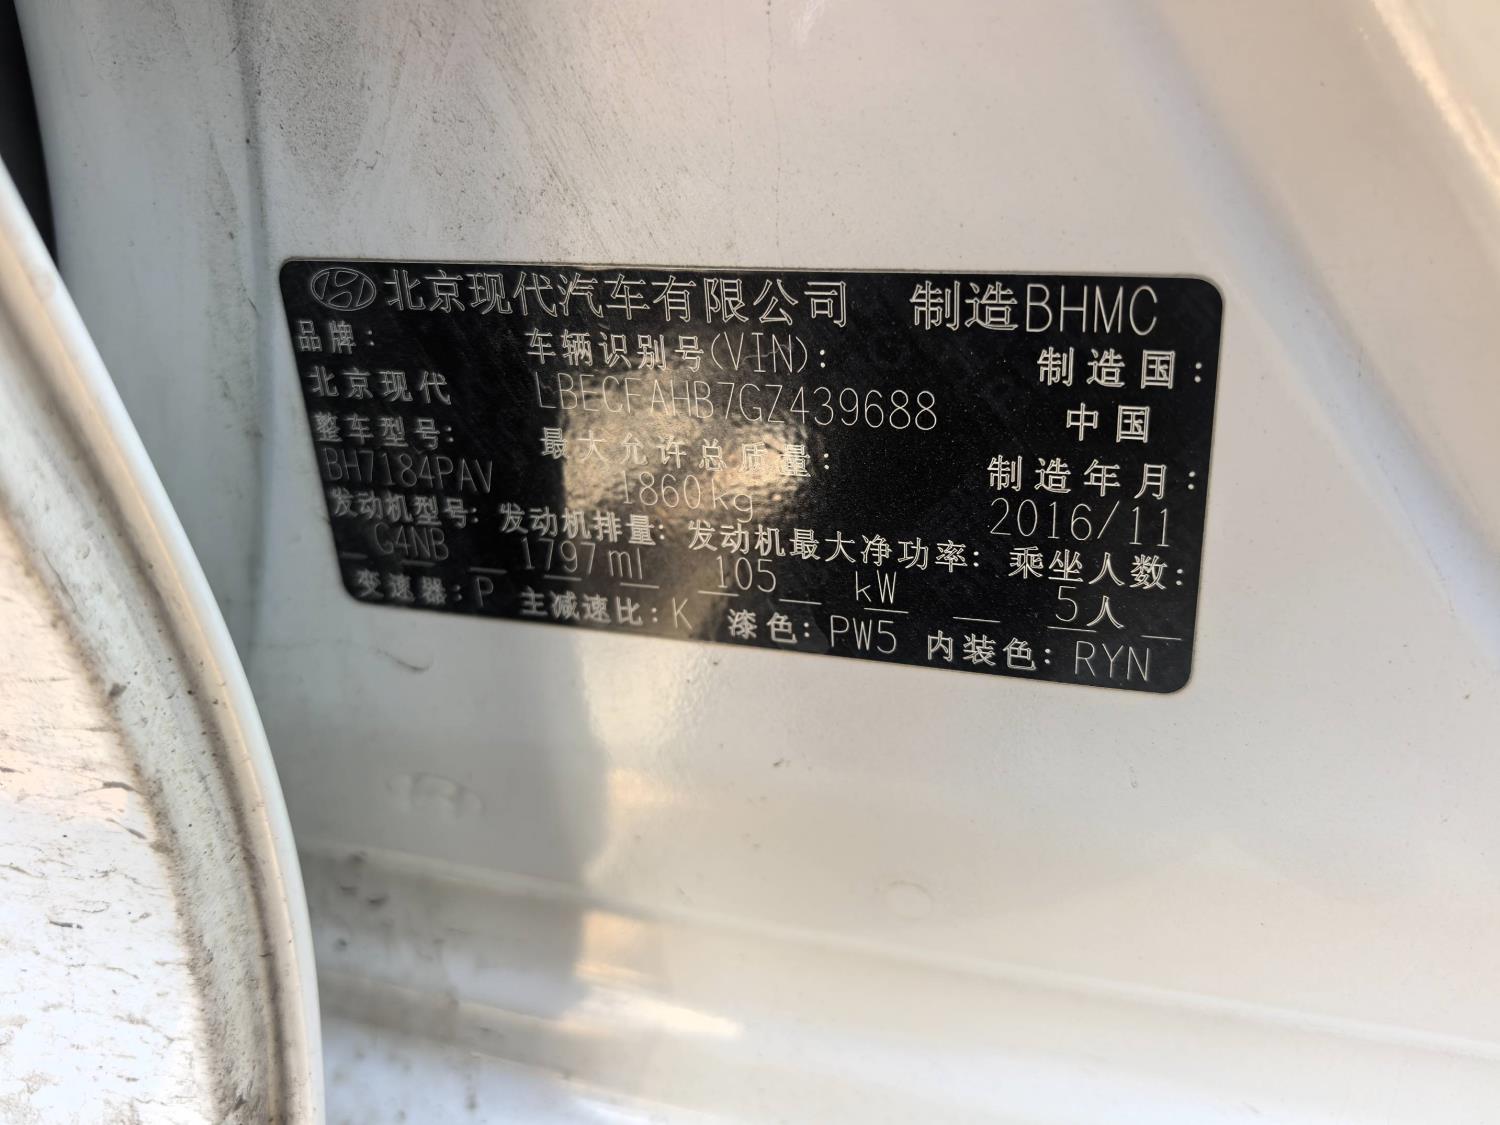 北京现代汽车有限公司 制造BHMC
品牌: 车辆识别号(VIN): 制造国:
北京现代 LBECFAHB7GZ439688 中国
整车型号: 最大允许总质量: 制造年月:
BH7184PAV 1860kg 2016/11
发动机型号: 发动机排量: 发动机最大净功率: 乘坐人数:
G4NB 1797ml 105 kW 5人
变速器: P 主减速比: K 漆色: PW5 内装色: RYN